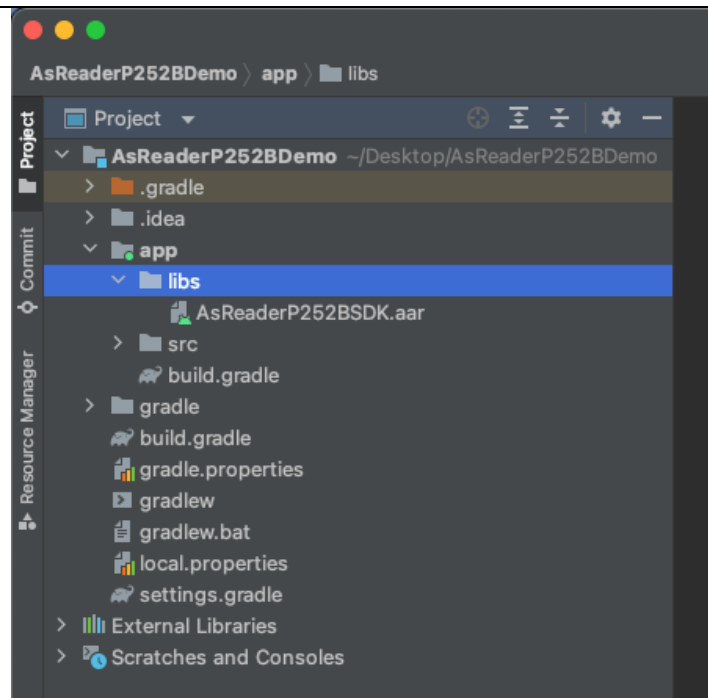 AsReaderP252BDemo > app > libs
Project
Project
Commit
Resource Manager
AsReaderP252BDemo ~/Desktop/AsReaderP252BDemo
.gradle
.idea
app
libs
AsReaderP252BSDK.aar
src
build.gradle
gradle
build.gradle
gradle.properties
gradlew
gradlew.bat
local.properties
settings.gradle
External Libraries
Scratches and Consoles